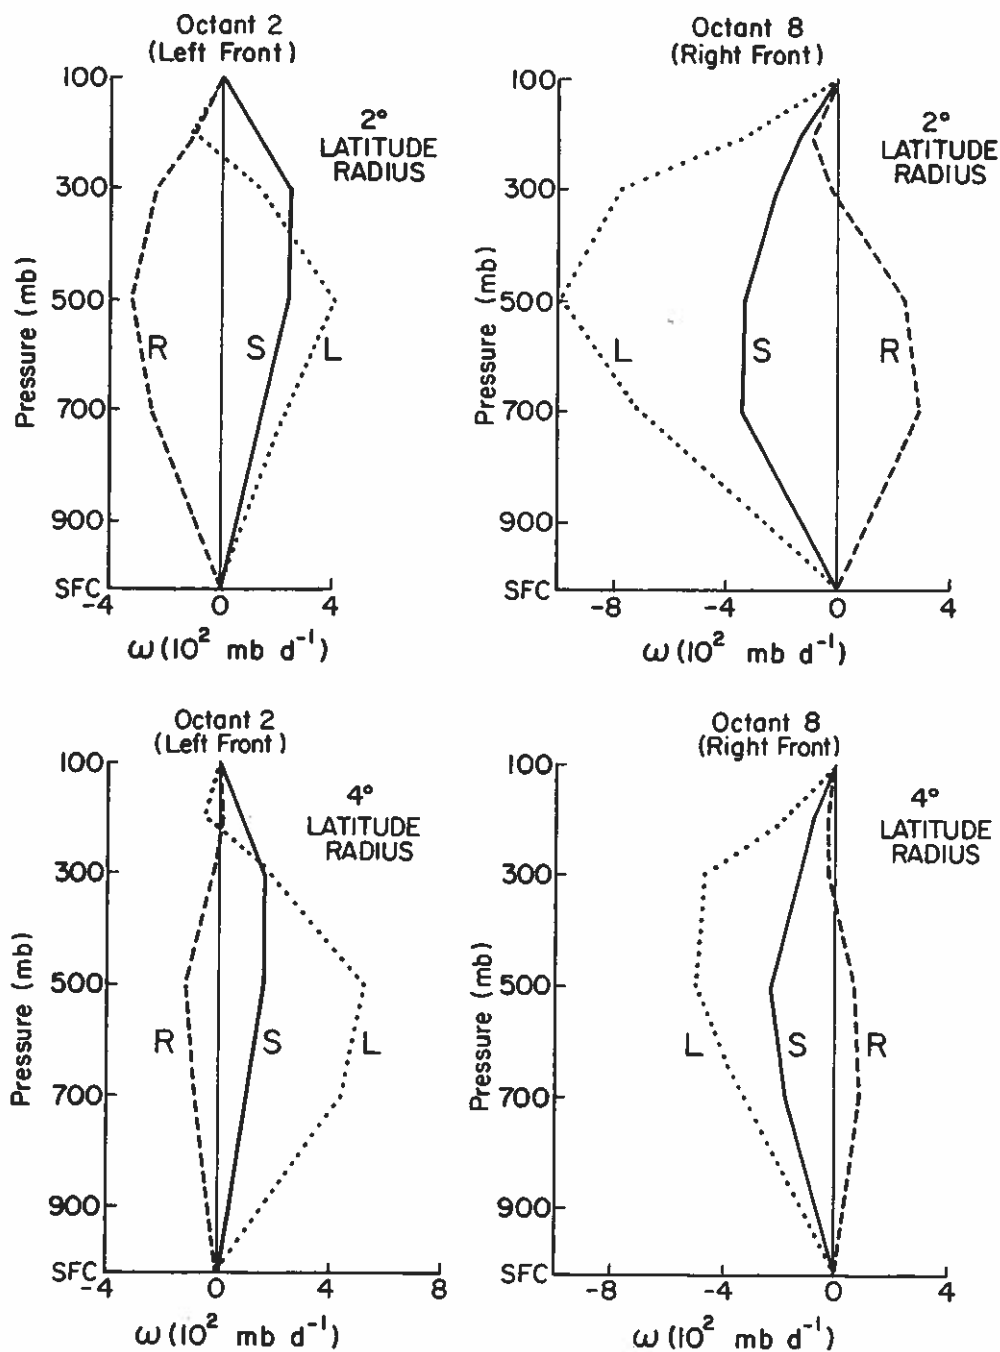 Octant 2
(Left Front)
100
300
500
700
900
SFC
Pressure (mb)
2°
LATITUDE
RADIUS
R
S
L
-4
0
4
ω (10² mb d⁻¹)
Octant 8
(Right Front)
100
300
500
700
900
SFC
Pressure (mb)
2°
LATITUDE
RADIUS
L
S
R
-8
-4
0
4
ω (10² mb d⁻¹)
Octant 2
(Left Front)
100
300
500
700
900
SFC
Pressure (mb)
4°
LATITUDE
RADIUS
R
S
L
-4
0
4
8
ω (10² mb d⁻¹)
Octant 8
(Right Front)
100
300
500
700
900
SFC
Pressure (mb)
4°
LATITUDE
RADIUS
L
S
R
-8
-4
0
4
ω (10² mb d⁻¹)